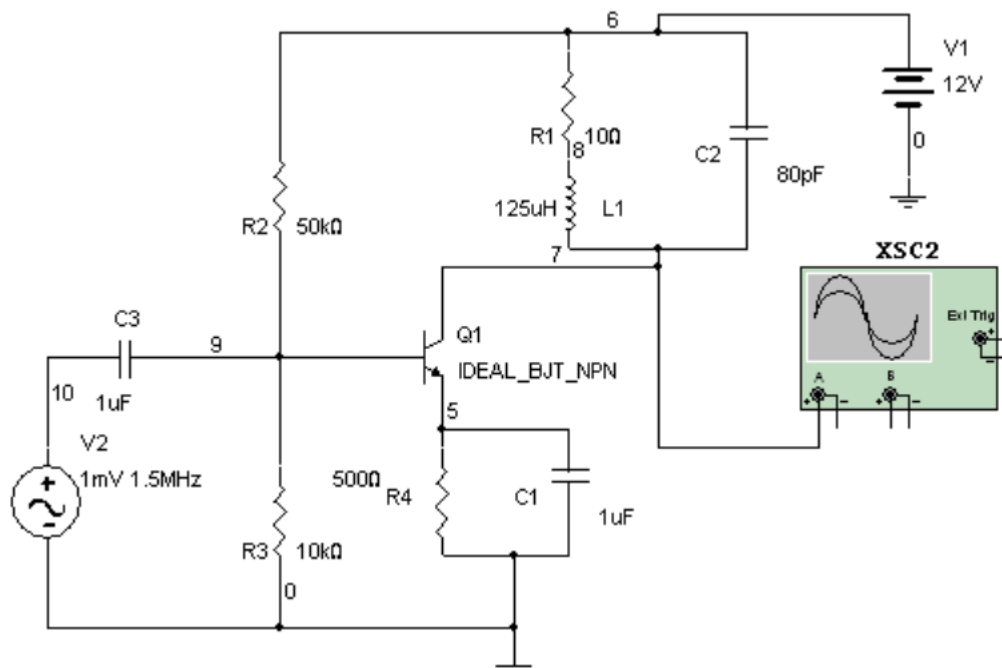 6
V1
12V
0
R1
10Ω
8
C2
80pF
125uH
L1
R2
50kΩ
7
XSC2
Ext Trig
+
-
A
B
+
-
+
-
C3
9
Q1
IDEAL_BJT_NPN
10
1uF
5
V2
1mV 1.5MHz
+
-
500Ω
R4
C1
1uF
R3
10kΩ
0